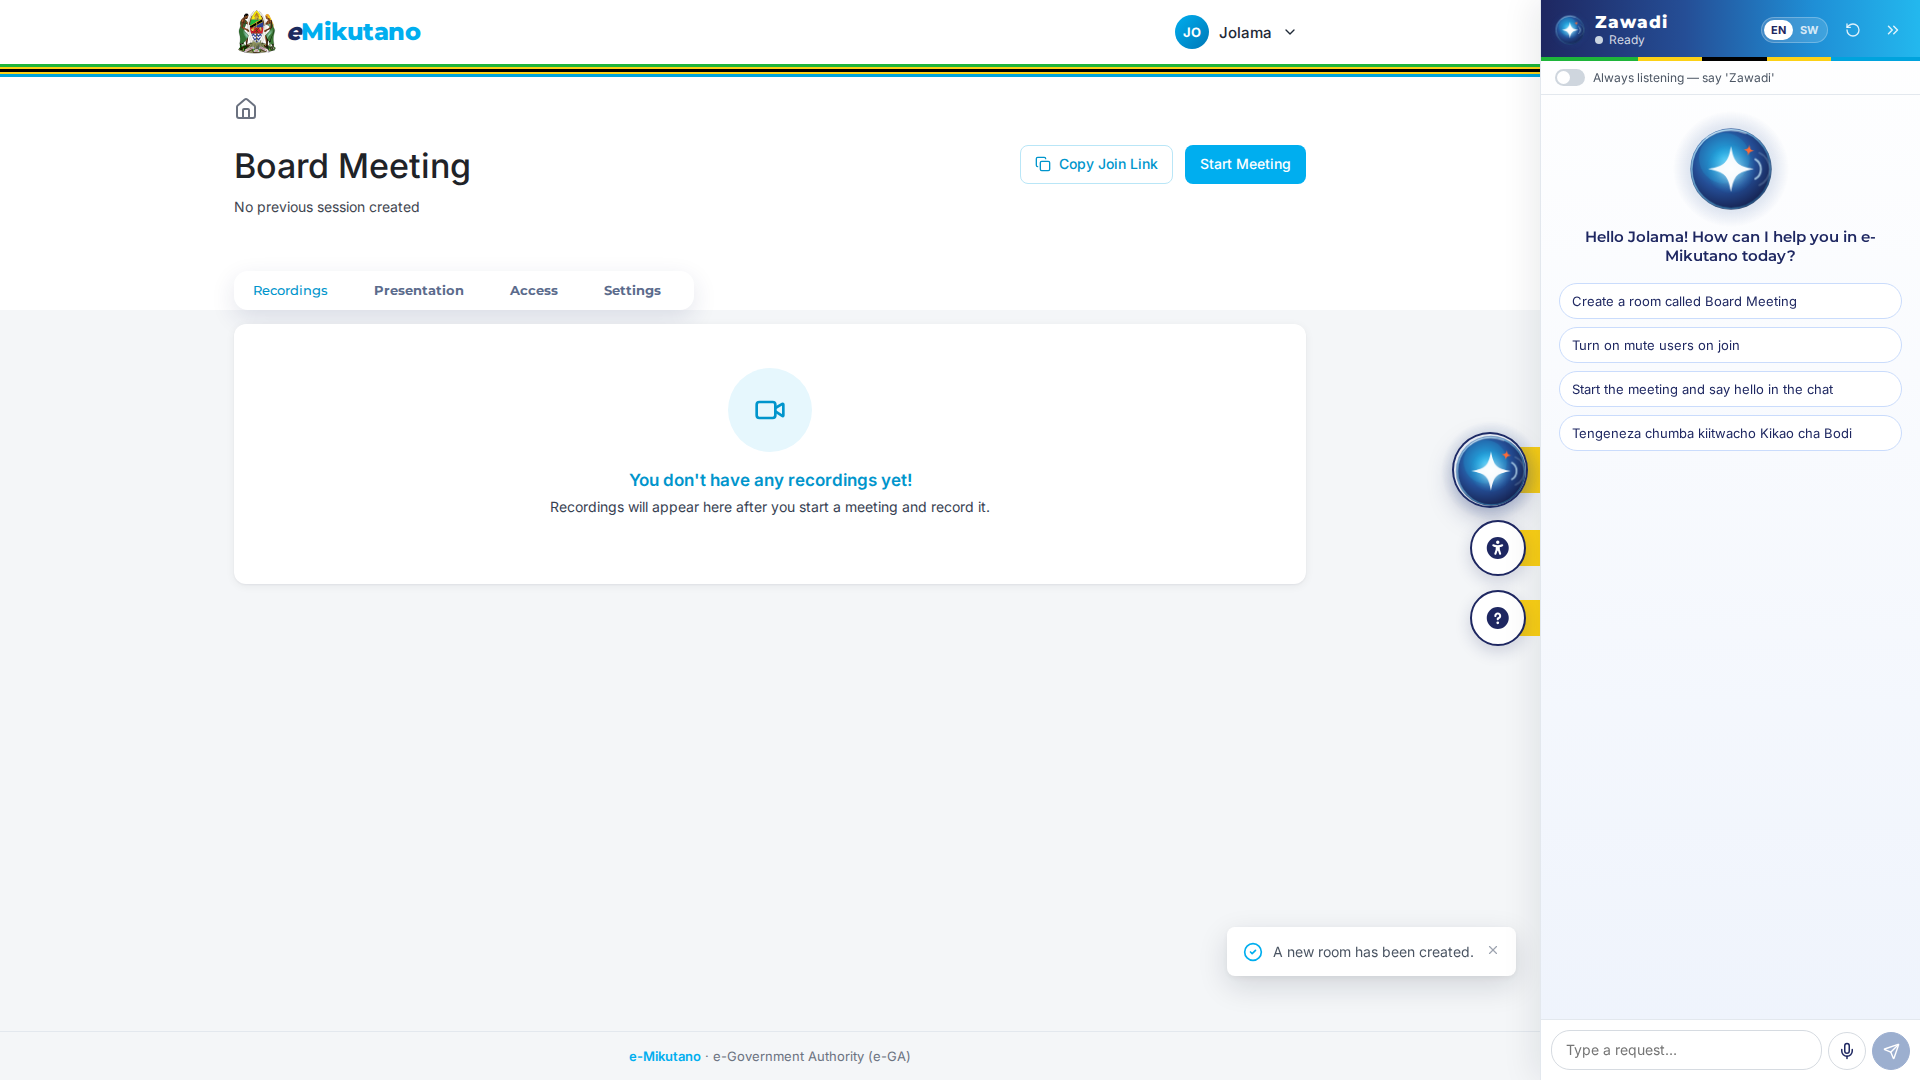 eMikutano
JO Jolama
Board Meeting
No previous session created
Copy Join Link
Start Meeting
Recordings
Presentation
Access
Settings
You don't have any recordings yet!
Recordings will appear here after you start a meeting and record it.
A new room has been created.
e-Mikutano · e-Government Authority (e-GA)
Zawadi
Ready
EN SW
Always listening — say 'Zawadi'
Hello Jolama! How can I help you in e-
Mikutano today?
Create a room called Board Meeting
Turn on mute users on join
Start the meeting and say hello in the chat
Tengeneza chumba kiitwacho Kikao cha Bodi
Type a request...